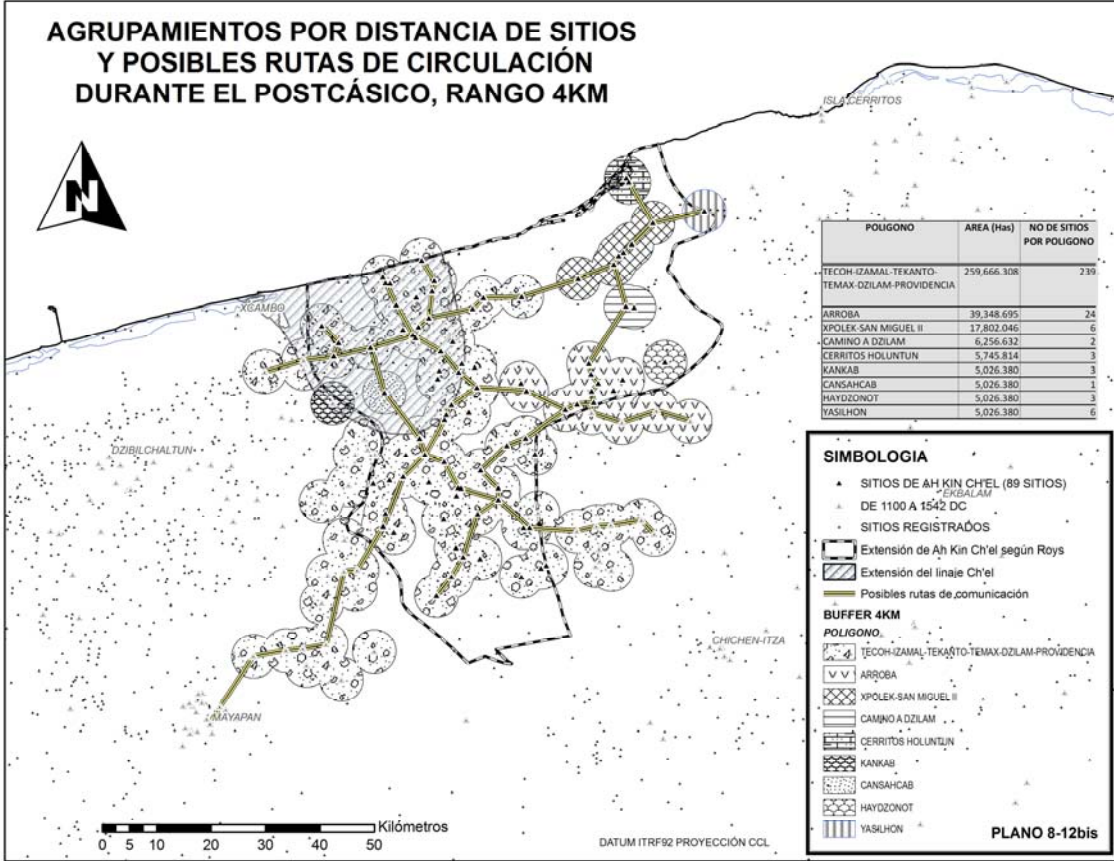 AGRUPAMIENTOS POR DISTANCIA DE SITIOS
Y POSIBLES RUTAS DE CIRCULACIÓN
DURANTE EL POSTCÁSICO, RANGO 4KM
N
ISLA CERRITOS
XCAMBO
DZIBILCHALTUN
MAYAPAN
CHICHEN-ITZA
POLIGONO AREA (Has) NO DE SITIOS
POR POLIGONO
TECOH-IZAMAL-TEKANTO- 259,666.308 239
TEMAX-DZILAM-PROVIDENCIA
ARROBA 39,348.695 24
XPOLEK-SAN MIGUEL II 17,802.046 6
CAMINO A DZILAM 6,256.632 2
CERRITOS HOLUNTUN 5,745.814 3
KANKAB 5,026.380 3
CANSAHCAB 5,026.380 1
HAYDZONOT 5,026.380 3
YASILHON 5,026.380 6
SIMBOLOGIA
SITIOS DE AH KIN CH'EL (89 SITIOS)
EKBALAM
DE 1100 A 1542 DC
SITIOS REGISTRADOS
Extensión de Ah Kin Ch'el según Roys
Extensión del linaje Ch'el
Posibles rutas de comunicación
BUFFER 4KM
POLIGONO
TECOH-IZAMAL-TEKANTO-TEMAX-DZILAM-PROVIDENCIA
ARROBA
XPOLEK-SAN MIGUEL II
CAMINO A DZILAM
CERRITOS HOLUNTUN
KANKAB
CANSAHCAB
HAYDZONOT
YASILHON
PLANO 8-12bis
Kilómetros
0 5 10 20 30 40 50
DATUM ITRF92 PROYECCIÓN CCL